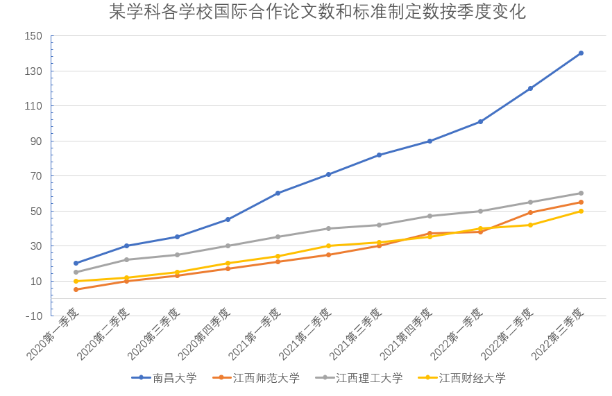 某学科各学校国际合作论文数和标准制定数按季度变化
150
130
110
90
70
50
30
10
-10
2020第一季度
2020第二季度
2020第三季度
2020第四季度
2021第一季度
2021第二季度
2021第三季度
2021第四季度
2022第一季度
2022第二季度
2022第三季度
南昌大学 江西师范大学 江西理工大学 江西财经大学